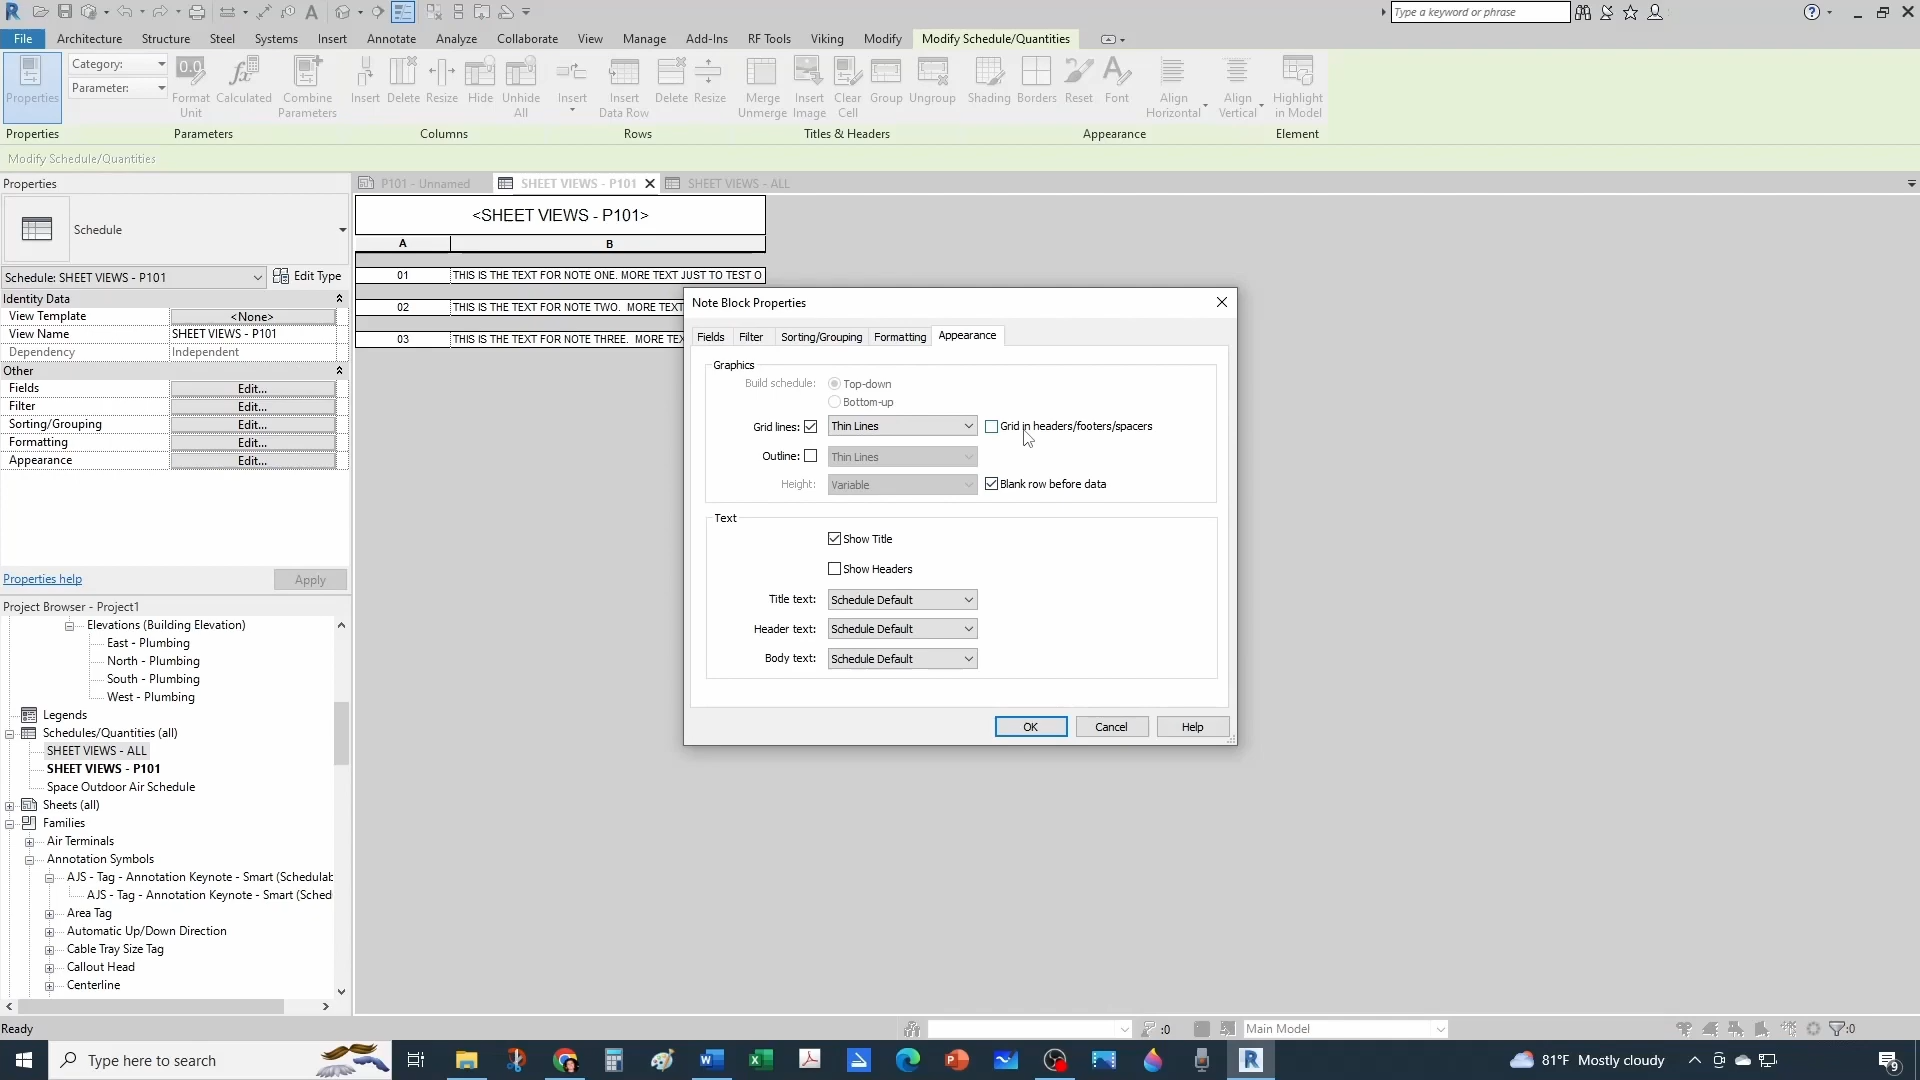 Type a keyword or phrase
File Architecture Structure Steel Systems Insert Annotate Analyze Collaborate View Manage Add-Ins RF Tools Viking Modify Modify Schedule/Quantities
Category:
Parameter:
Properties
Format Unit
Calculated
Combine Parameters
Insert Delete Resize Hide Unhide All
Insert
Insert Data Row
Delete Resize
Merge Unmerge
Insert Image
Clear Cell
Group Ungroup
Shading Borders Reset Font
Align Horizontal
Align Vertical
Highlight in Model
Properties Parameters Columns Rows Titles & Headers Appearance Element
Modify Schedule/Quantities
Properties
P101 - Unnamed
SHEET VIEWS - P101
SHEET VIEWS - ALL
Schedule
Schedule: SHEET VIEWS - P101
Edit Type
Identity Data
View Template <None>
View Name SHEET VIEWS - P101
Dependency Independent
Other
Fields Edit...
Filter Edit...
Sorting/Grouping Edit...
Formatting Edit...
Appearance Edit...
Properties help
Apply
<SHEET VIEWS - P101>
A B
01 THIS IS THE TEXT FOR NOTE ONE. MORE TEXT JUST TO TEST O
02 THIS IS THE TEXT FOR NOTE TWO. MORE TEXT
03 THIS IS THE TEXT FOR NOTE THREE. MORE TEX
Note Block Properties
Fields Filter Sorting/Grouping Formatting Appearance
Graphics
Build schedule: Top-down
Bottom-up
Grid lines: Thin Lines Grid in headers/footers/spacers
Outline: Thin Lines
Height: Variable Blank row before data
Text
Show Title
Show Headers
Title text: Schedule Default
Header text: Schedule Default
Body text: Schedule Default
OK Cancel Help
Project Browser - Project1
Elevations (Building Elevation)
East - Plumbing
North - Plumbing
South - Plumbing
West - Plumbing
Legends
Schedules/Quantities (all)
SHEET VIEWS - ALL
SHEET VIEWS - P101
Space Outdoor Air Schedule
Sheets (all)
Families
Air Terminals
Annotation Symbols
AJS - Tag - Annotation Keynote - Smart (Schedulab
AJS - Tag - Annotation Keynote - Smart (Sched
Area Tag
Automatic Up/Down Direction
Cable Tray Size Tag
Callout Head
Centerline
Ready
:0
Main Model
:0
Type here to search
81°F Mostly cloudy
9